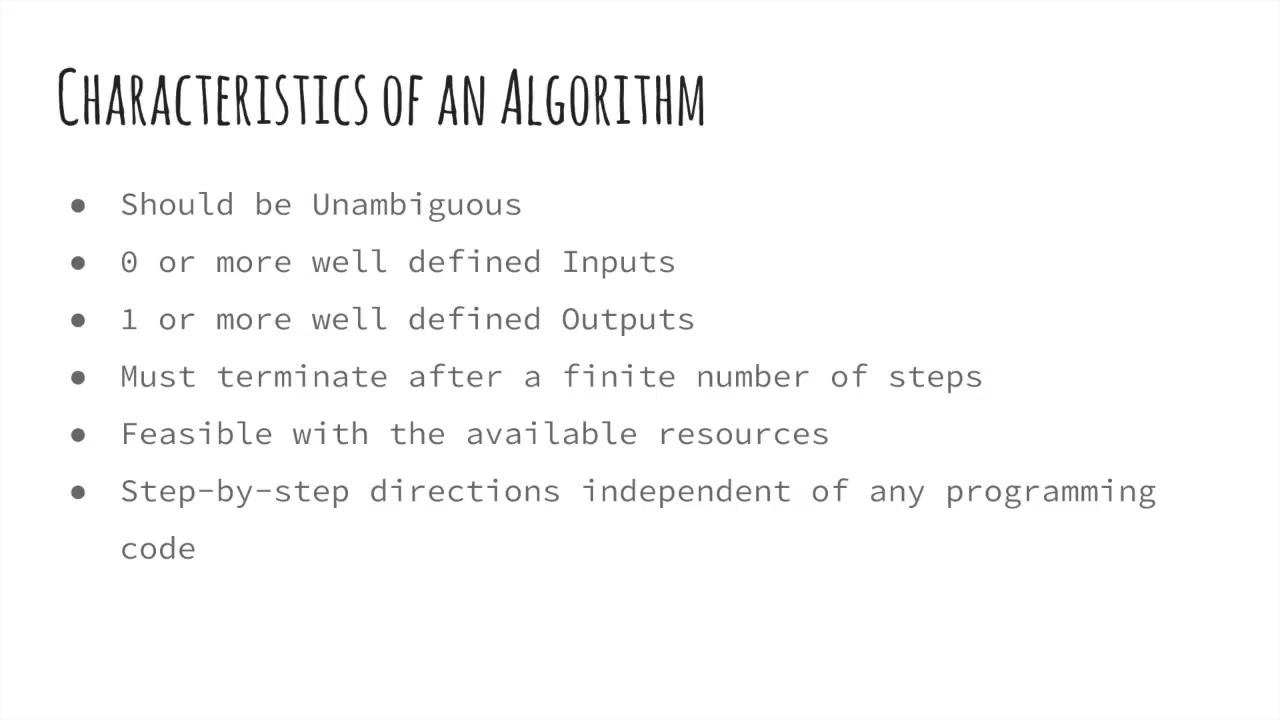 Characteristics of an Algorithm
● Should be Unambiguous
● 0 or more well defined Inputs
● 1 or more well defined Outputs
● Must terminate after a finite number of steps
● Feasible with the available resources
● Step-by-step directions independent of any programming
code